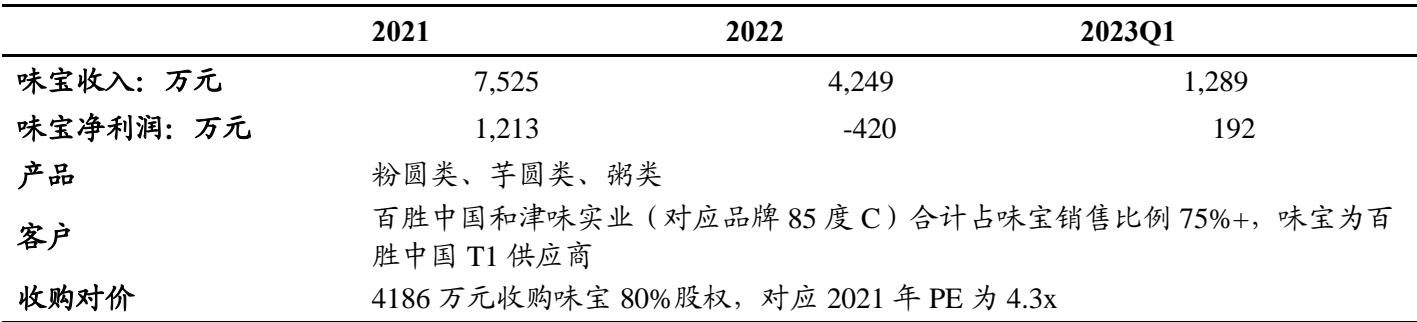 2021 2022 2023Q1
味宝收入：万元 7,525 4,249 1,289
味宝净利润：万元 1,213 -420 192
产品 粉圆类、芋圆类、粥类
客户 百胜中国和津味实业（对应品牌 85 度 C）合计占味宝销售比例 75%+，味宝为百
胜中国 T1 供应商
收购对价 4186 万元收购味宝 80%股权，对应 2021 年 PE 为 4.3x